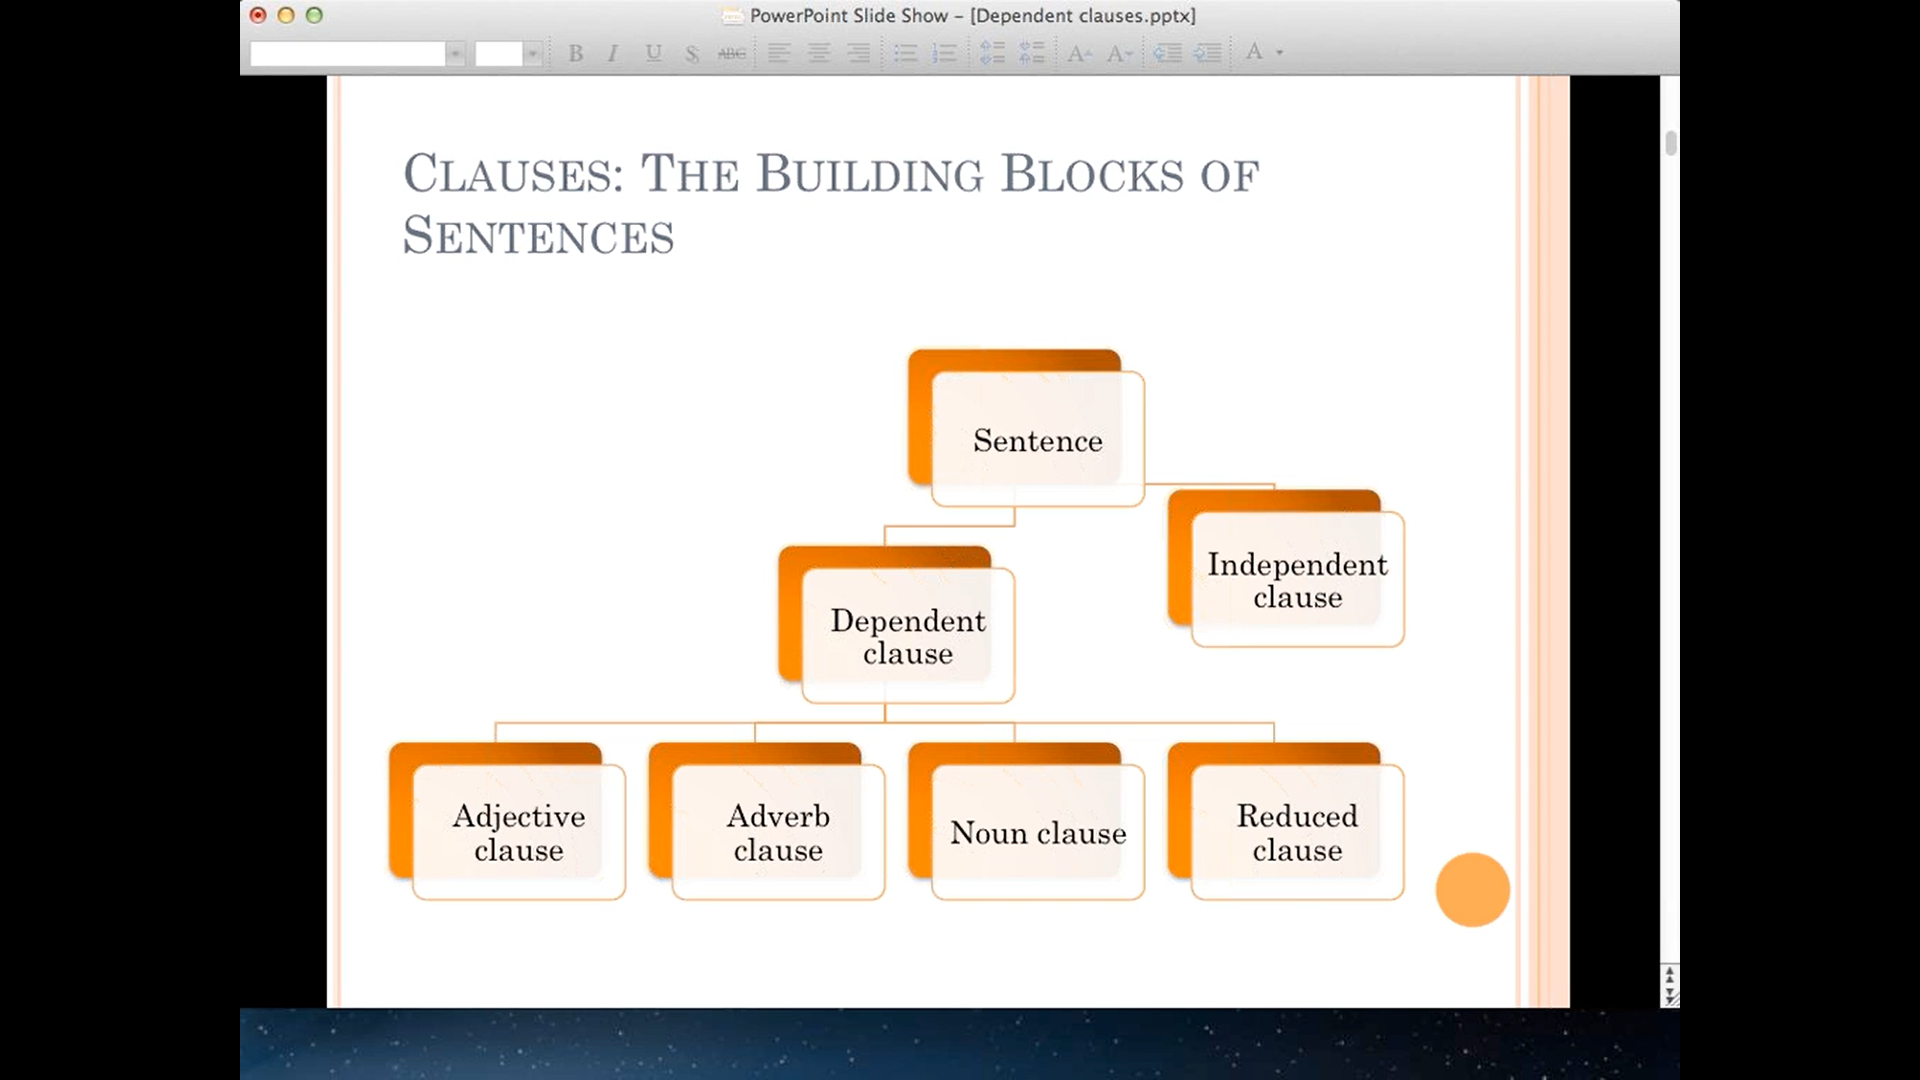 PowerPoint Slide Show – [Dependent clauses.pptx]
B I U S ABC A A A
CLAUSES: THE BUILDING BLOCKS OF
SENTENCES
Sentence
Independent
clause
Dependent
clause
Adjective
clause
Adverb
clause
Noun clause
Reduced
clause